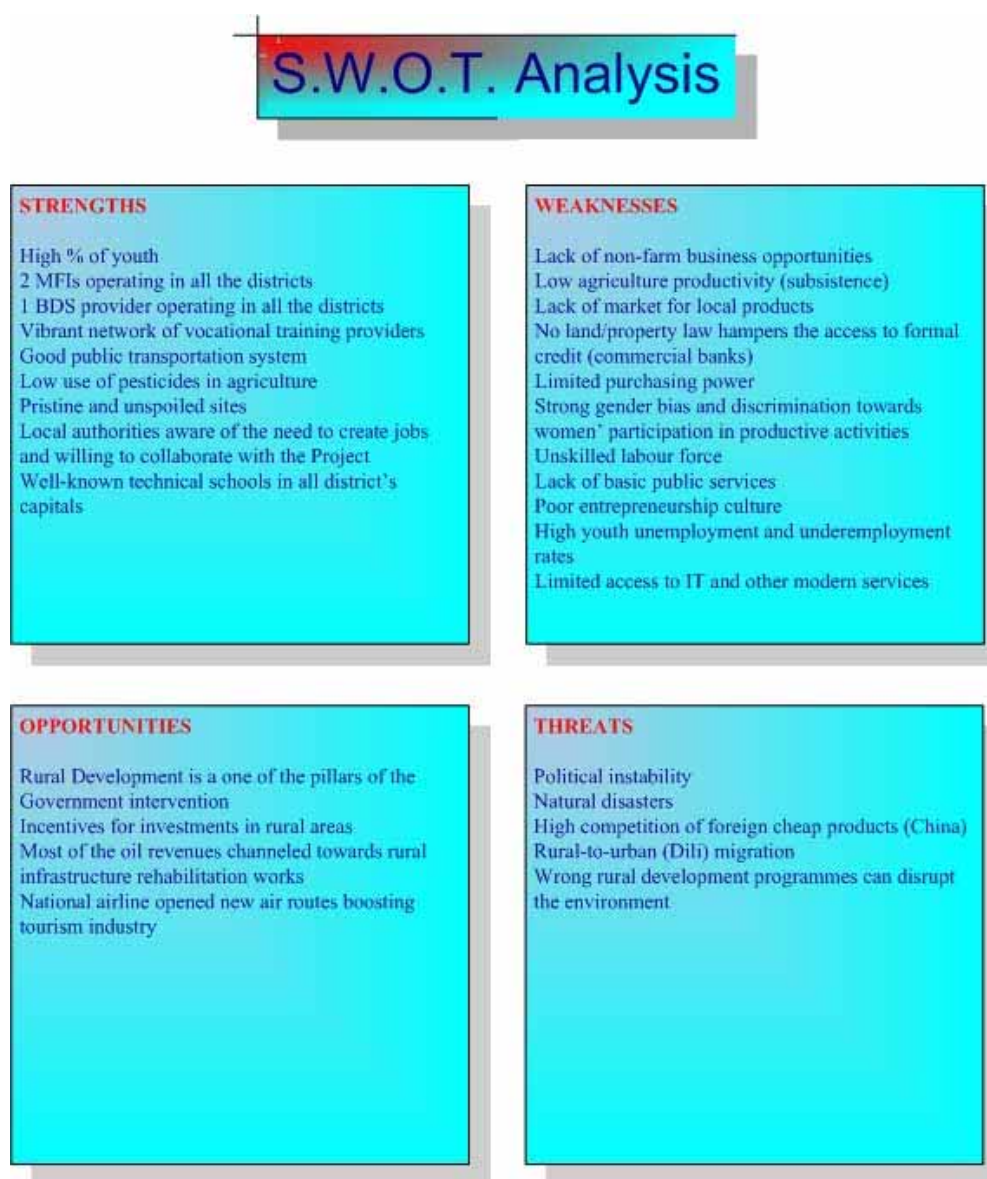 S.W.O.T. Analysis
STRENGTHS
High % of youth
2 MFIs operating in all the districts
1 BDS provider operating in all the districts
Vibrant network of vocational training providers
Good public transportation system
Low use of pesticides in agriculture
Pristine and unspoiled sites
Local authorities aware of the need to create jobs
and willing to collaborate with the Project
Well-known technical schools in all district's
capitals
WEAKNESSES
Lack of non-farm business opportunities
Low agriculture productivity (subsistence)
Lack of market for local products
No land/property law hampers the access to formal
credit (commercial banks)
Limited purchasing power
Strong gender bias and discrimination towards
women' participation in productive activities
Unskilled labour force
Lack of basic public services
Poor entrepreneurship culture
High youth unemployment and underemployment
rates
Limited access to IT and other modern services
OPPORTUNITIES
Rural Development is a one of the pillars of the
Government intervention
Incentives for investments in rural areas
Most of the oil revenues channeled towards rural
infrastructure rehabilitation works
National airline opened new air routes boosting
tourism industry
THREATS
Political instability
Natural disasters
High competition of foreign cheap products (China)
Rural-to-urban (Dili) migration
Wrong rural development programmes can disrupt
the environment